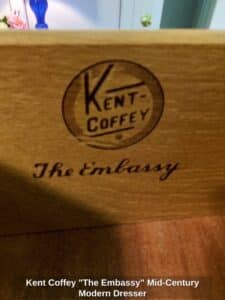 KENT-
COFFEY
The Embassy
Kent Coffey "The Embassy" Mid-Century
Modern Dresser